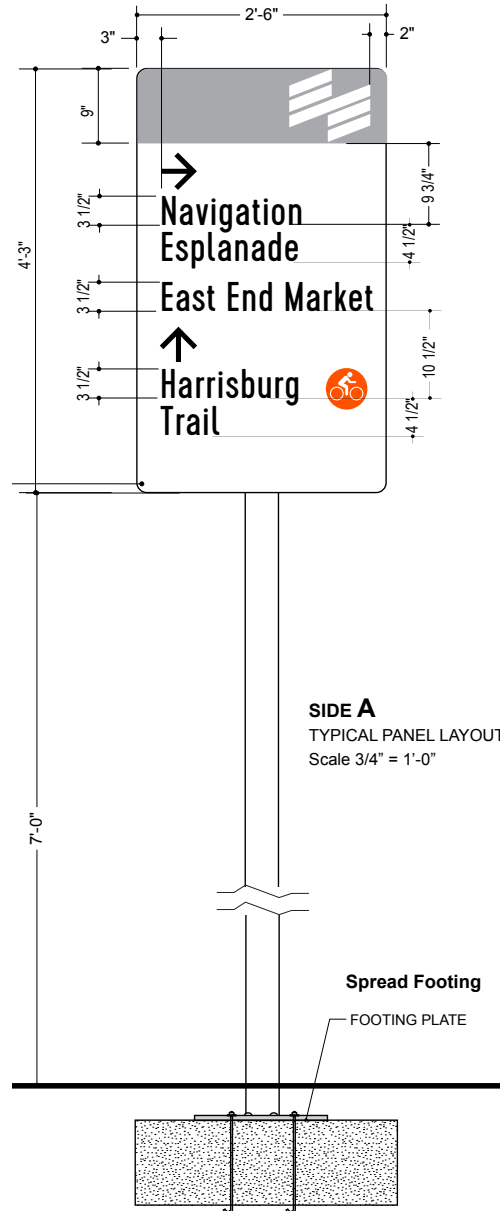 2'-6"
3"
2"
9"
9 3/4"
4'-3"
3 1/2"
Navigation
Esplanade
4 1/2"
3 1/2"
East End Market
10 1/2"
3 1/2"
Harrisburg
Trail
4 1/2"
SIDE A
TYPICAL PANEL LAYOUT
Scale 3/4” = 1’-0”
7'-0"
Spread Footing
FOOTING PLATE